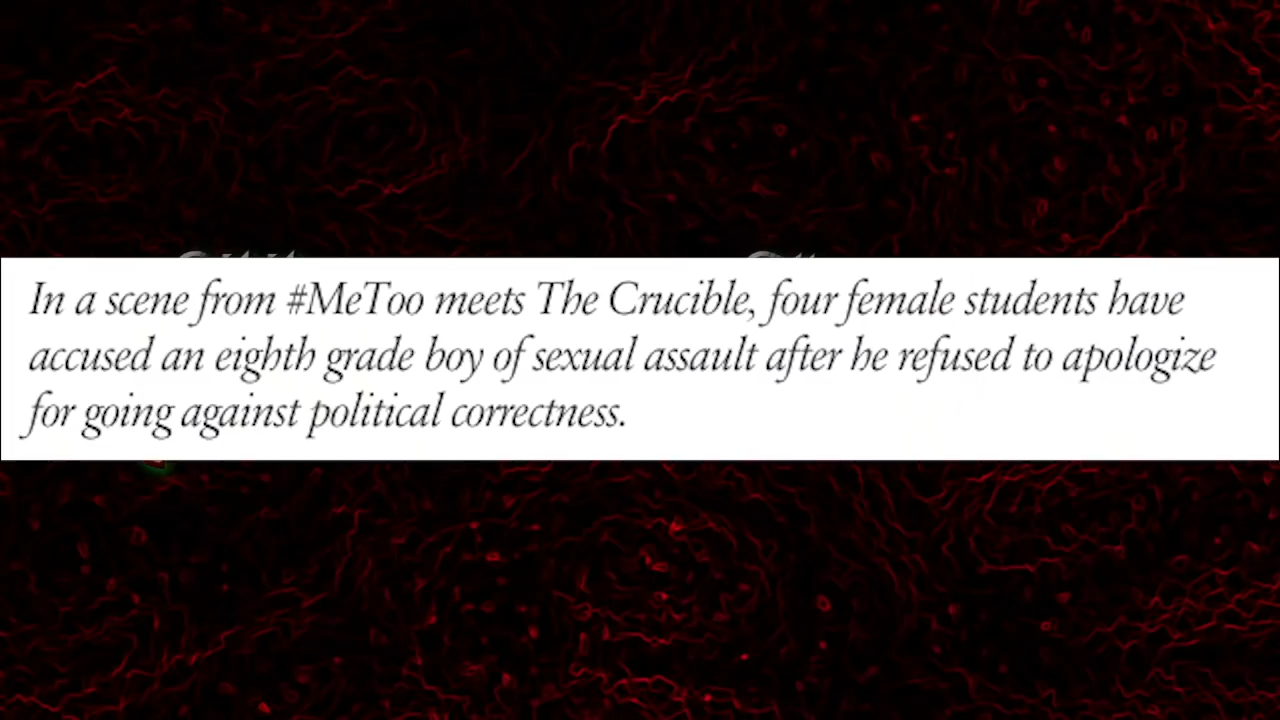 In a scene from #MeToo meets The Crucible, four female students have
accused an eighth grade boy of sexual assault after he refused to apologize
for going against political correctness.